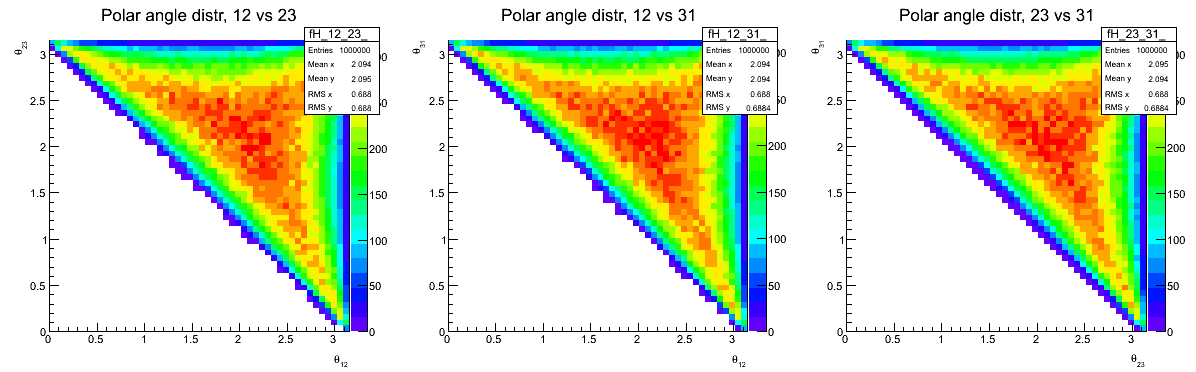 Polar angle distr, 12 vs 23
θ23
fH_12_23_
Entries 1000000
Mean x 2.094
Mean y 2.095
RMS x 0.688
RMS y 0.688
3
2.5
2
1.5
1
0.5
0
0 0.5 1 1.5 2 2.5 3
θ12
200
150
100
50
0
Polar angle distr, 12 vs 31
θ31
fH_12_31_
Entries 1000000
Mean x 2.094
Mean y 2.094
RMS x 0.688
RMS y 0.6884
3
2.5
2
1.5
1
0.5
0
0 0.5 1 1.5 2 2.5 3
θ12
200
150
100
50
0
Polar angle distr, 23 vs 31
θ31
fH_23_31_
Entries 1000000
Mean x 2.095
Mean y 2.094
RMS x 0.688
RMS y 0.6884
3
2.5
2
1.5
1
0.5
0
0 0.5 1 1.5 2 2.5 3
θ23
200
150
100
50
0